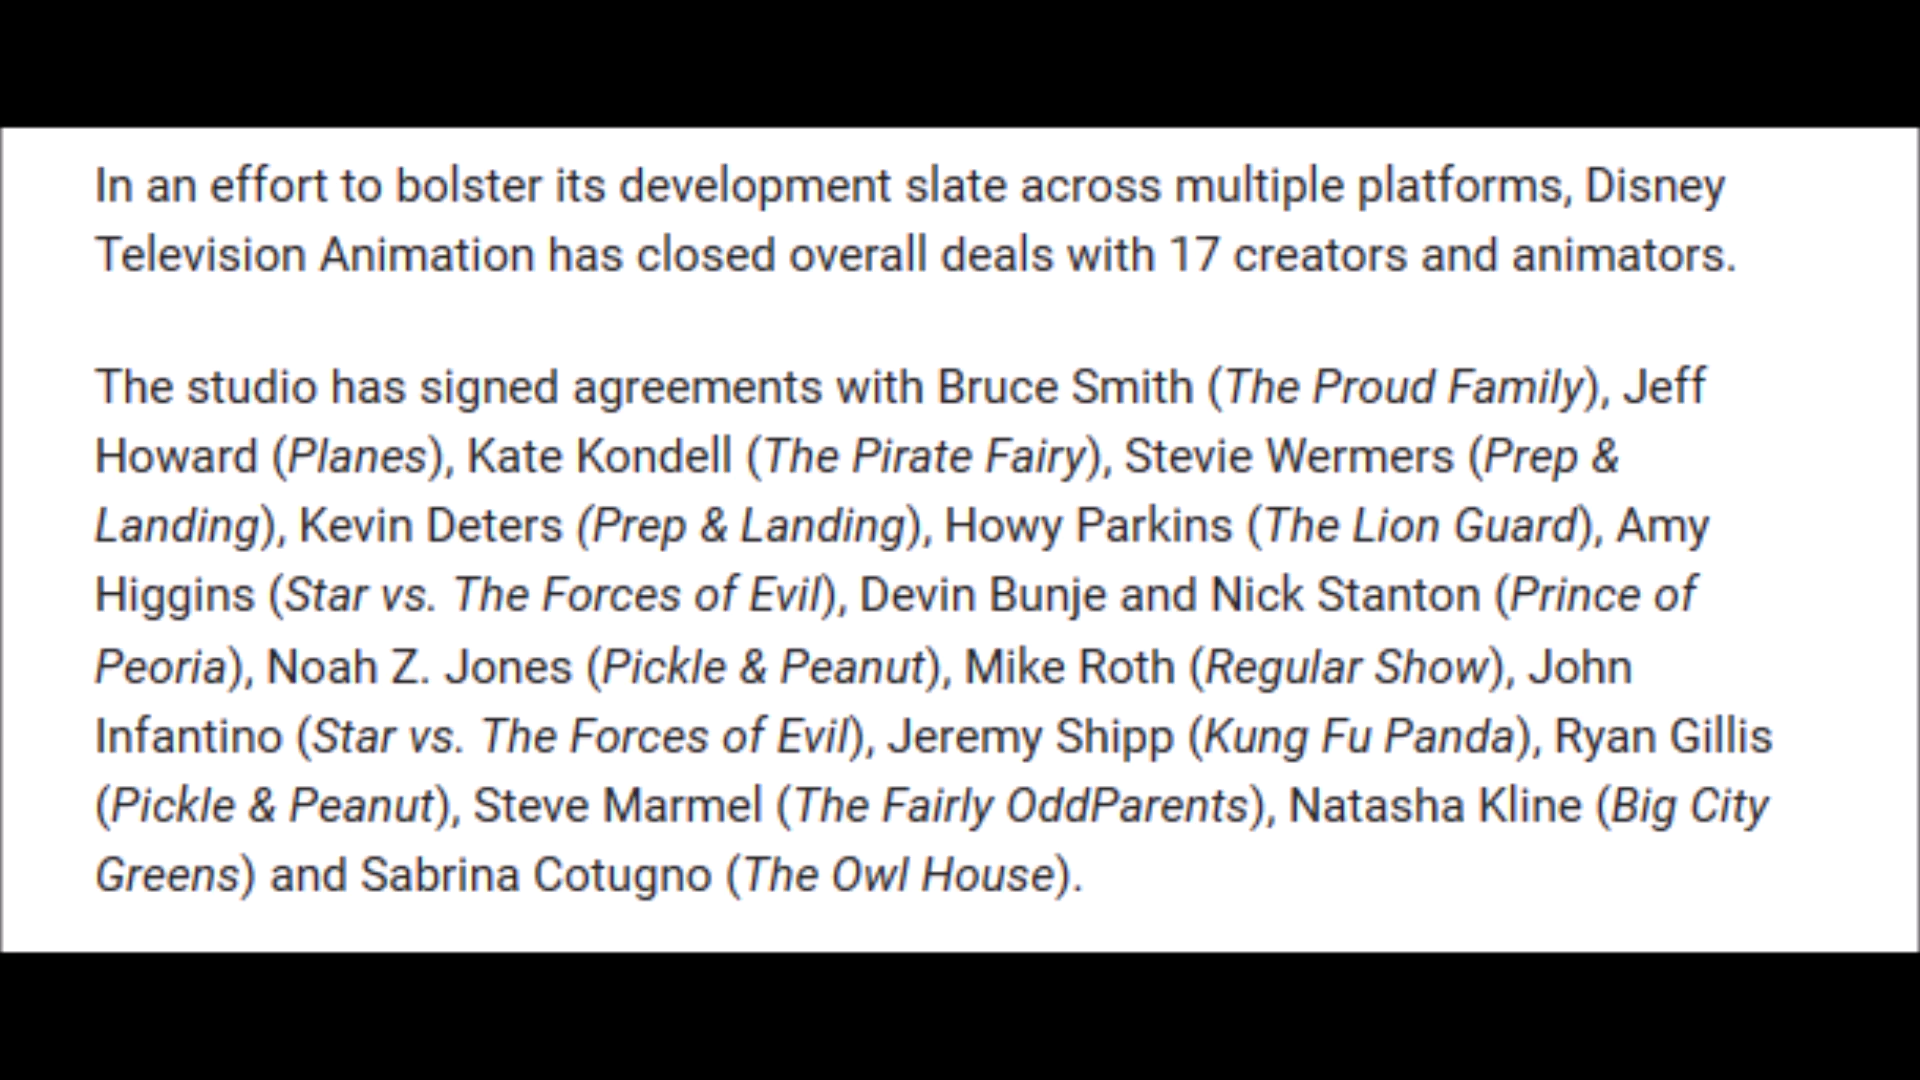 In an effort to bolster its development slate across multiple platforms, Disney
Television Animation has closed overall deals with 17 creators and animators.
The studio has signed agreements with Bruce Smith (The Proud Family), Jeff
Howard (Planes), Kate Kondell (The Pirate Fairy), Stevie Wermers (Prep &
Landing), Kevin Deters (Prep & Landing), Howy Parkins (The Lion Guard), Amy
Higgins (Star vs. The Forces of Evil), Devin Bunje and Nick Stanton (Prince of
Peoria), Noah Z. Jones (Pickle & Peanut), Mike Roth (Regular Show), John
Infantino (Star vs. The Forces of Evil), Jeremy Shipp (Kung Fu Panda), Ryan Gillis
(Pickle & Peanut), Steve Marmel (The Fairly OddParents), Natasha Kline (Big City
Greens) and Sabrina Cotugno (The Owl House).